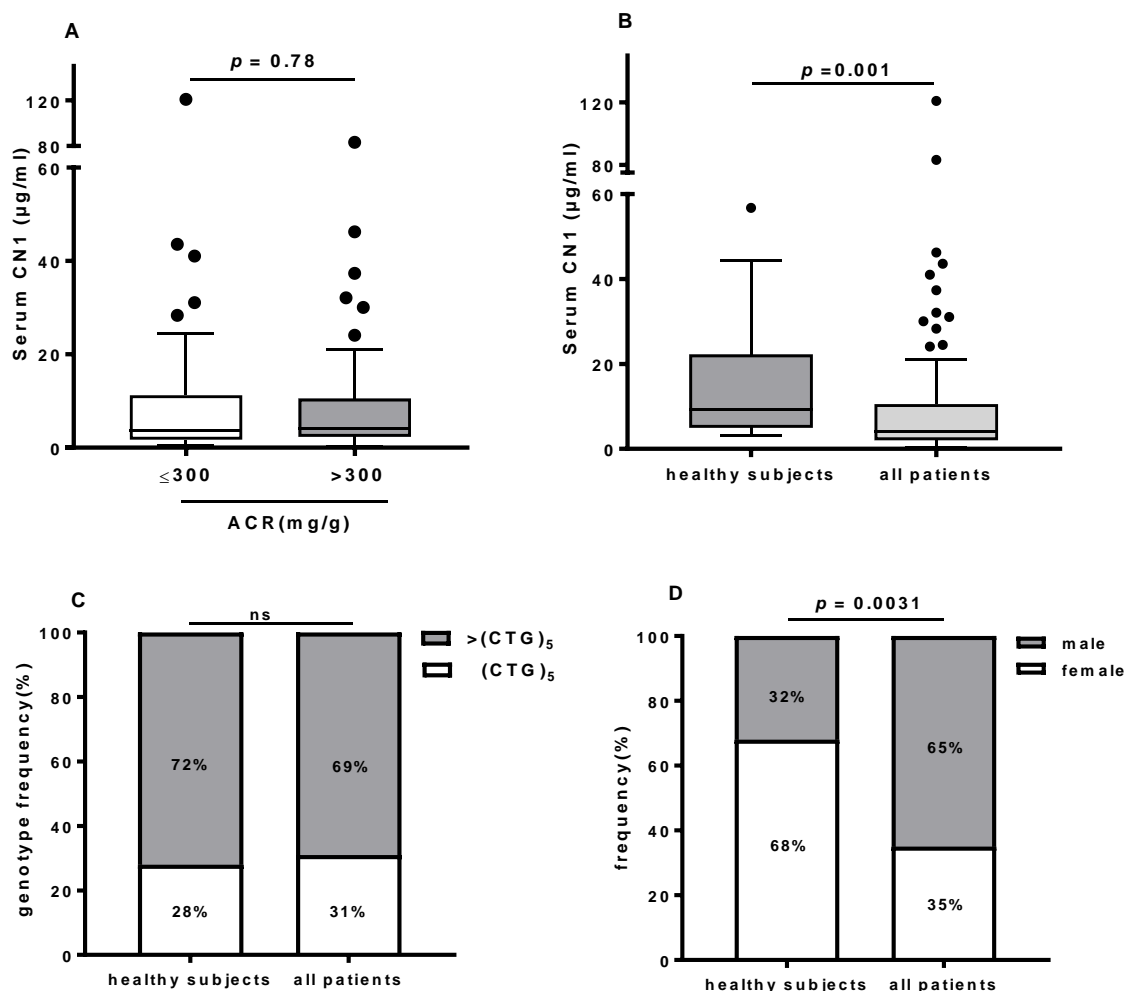 A
p = 0.78
120
80
60
40
20
0
Serum CN1 (µg/ml)
≤300
>300
ACR(mg/g)
B
p =0.001
120
80
60
40
20
0
Serum CN1 (µg/ml)
healthy subjects
all patients
C
ns
100
80
60
40
20
0
genotype frequency(%)
72%
69%
28%
31%
>(CTG)5
(CTG)5
healthy subjects
all patients
D
p = 0.0031
100
80
60
40
20
0
frequency(%)
32%
65%
68%
35%
male
female
healthy subjects
all patients